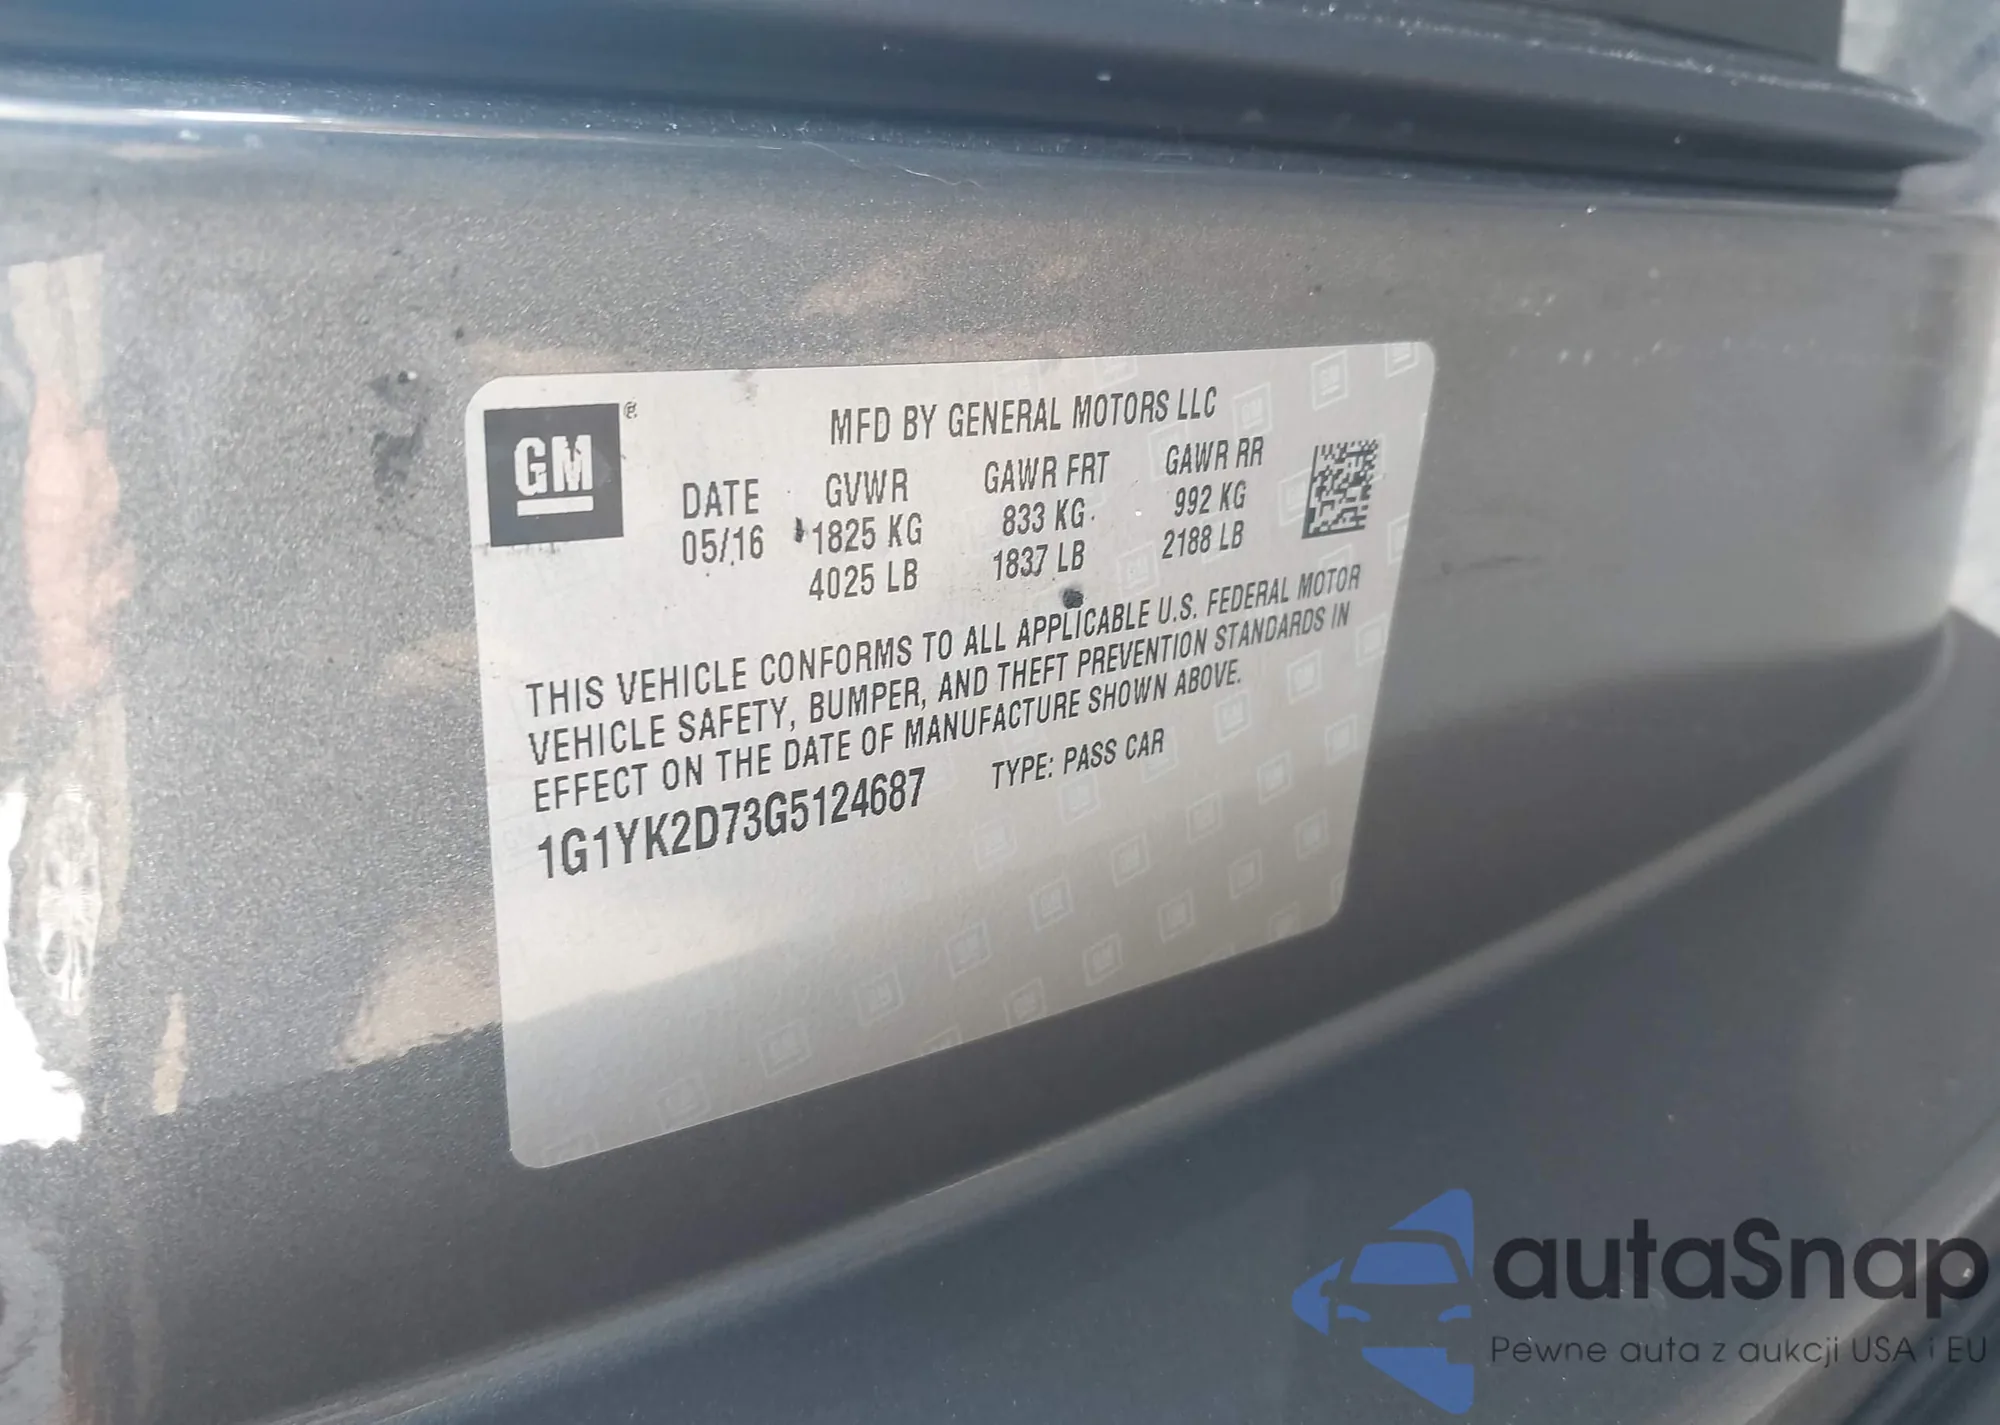 GM ®
MFD BY GENERAL MOTORS LLC
DATE GVWR GAWR FRT GAWR RR
05/16 1825 KG 833 KG 992 KG
4025 LB 1837 LB 2188 LB
THIS VEHICLE CONFORMS TO ALL APPLICABLE U.S. FEDERAL MOTOR
VEHICLE SAFETY, BUMPER, AND THEFT PREVENTION STANDARDS IN
EFFECT ON THE DATE OF MANUFACTURE SHOWN ABOVE.
1G1YK2D73G5124687 TYPE: PASS CAR
autaSnap
Pewne auta z aukcji USA i EU